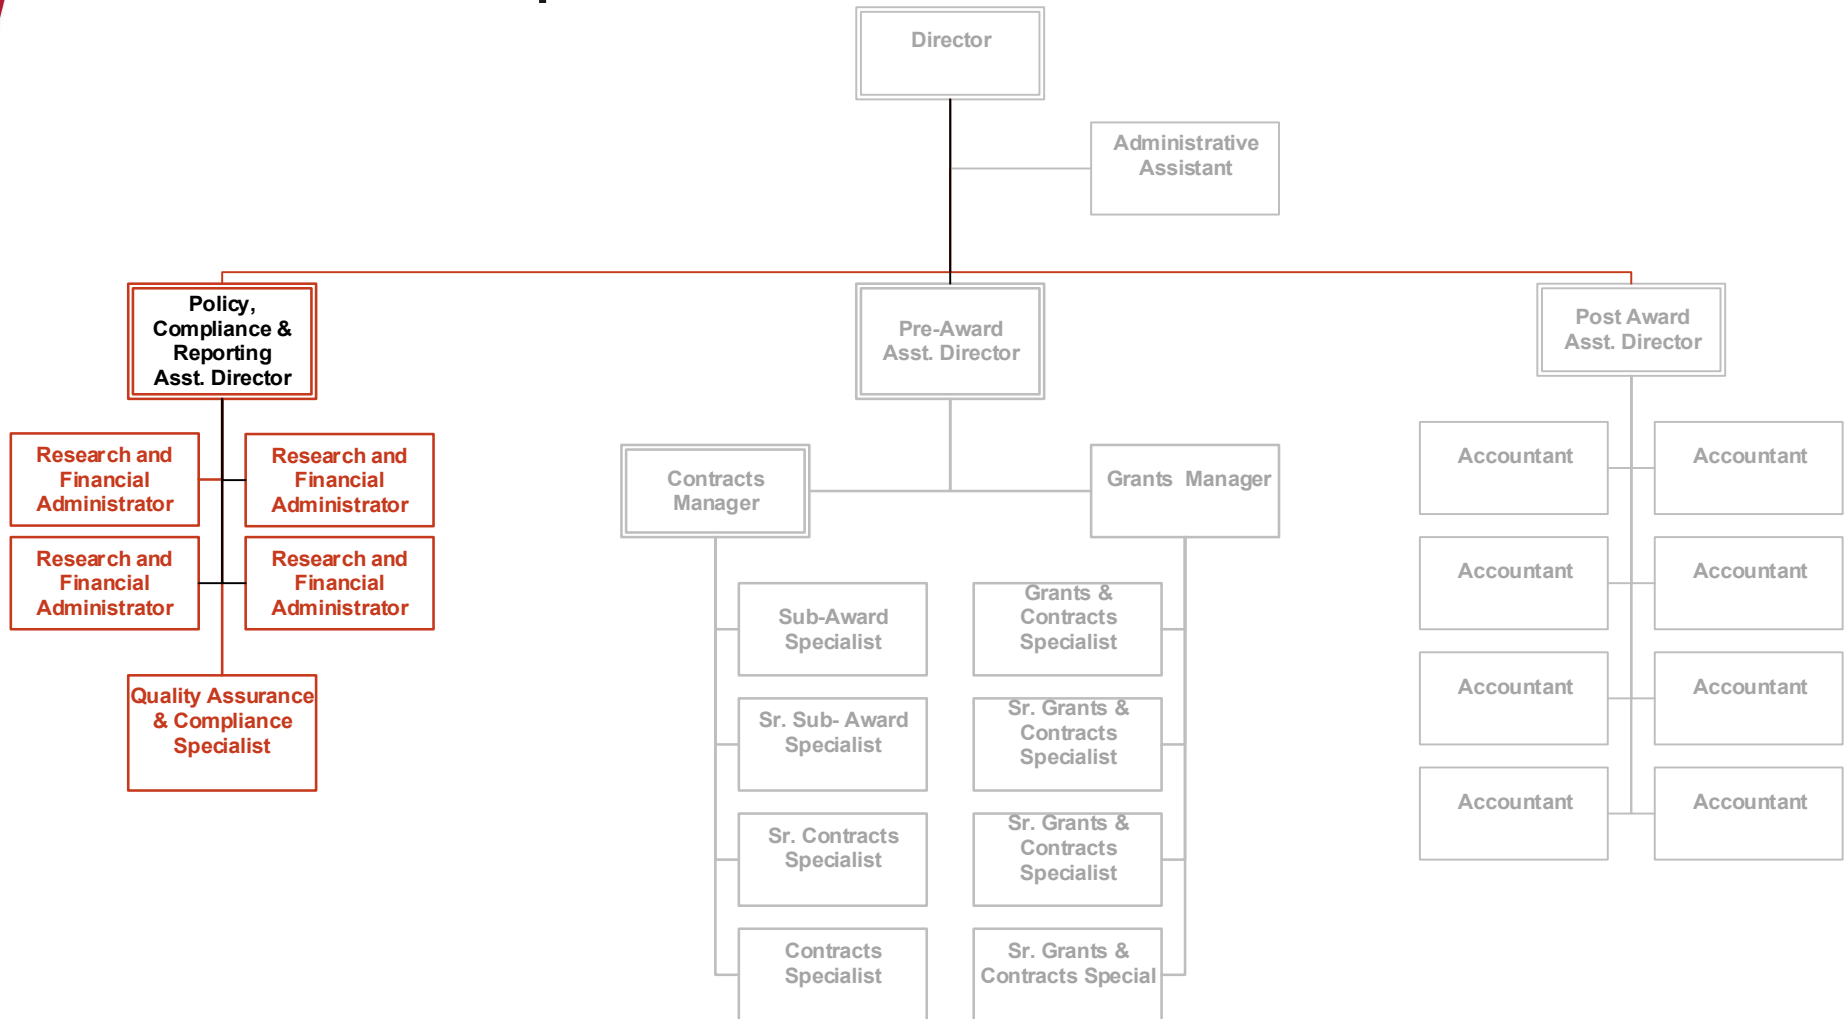 Director
Administrative
Assistant
Policy,
Compliance &
Reporting
Asst. Director
Pre-Award
Asst. Director
Post Award
Asst. Director
Research and
Financial
Administrator
Research and
Financial
Administrator
Research and
Financial
Administrator
Research and
Financial
Administrator
Quality Assurance
& Compliance
Specialist
Contracts
Manager
Grants Manager
Sub-Award
Specialist
Sr. Sub- Award
Specialist
Sr. Contracts
Specialist
Contracts
Specialist
Grants &
Contracts
Specialist
Sr. Grants &
Contracts
Specialist
Sr. Grants &
Contracts
Specialist
Sr. Grants &
Contracts Special
Accountant
Accountant
Accountant
Accountant
Accountant
Accountant
Accountant
Accountant